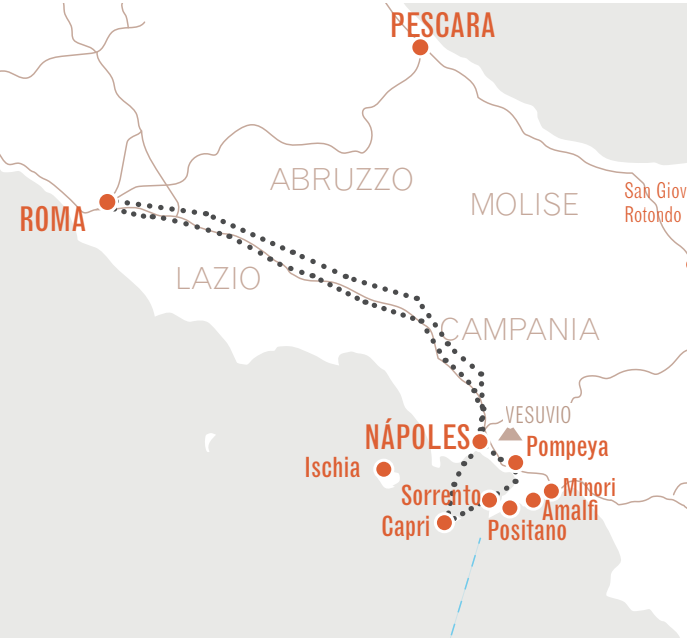 PESCARA
ABRUZZO
San Giov
MOLISE
Rotondo
ROMA
LAZIO
CAMPANIA
VESUVIO
NÁPOLES
Pompeya
Ischia
Minori
Sorrento
Amalfi
Capri
Positano